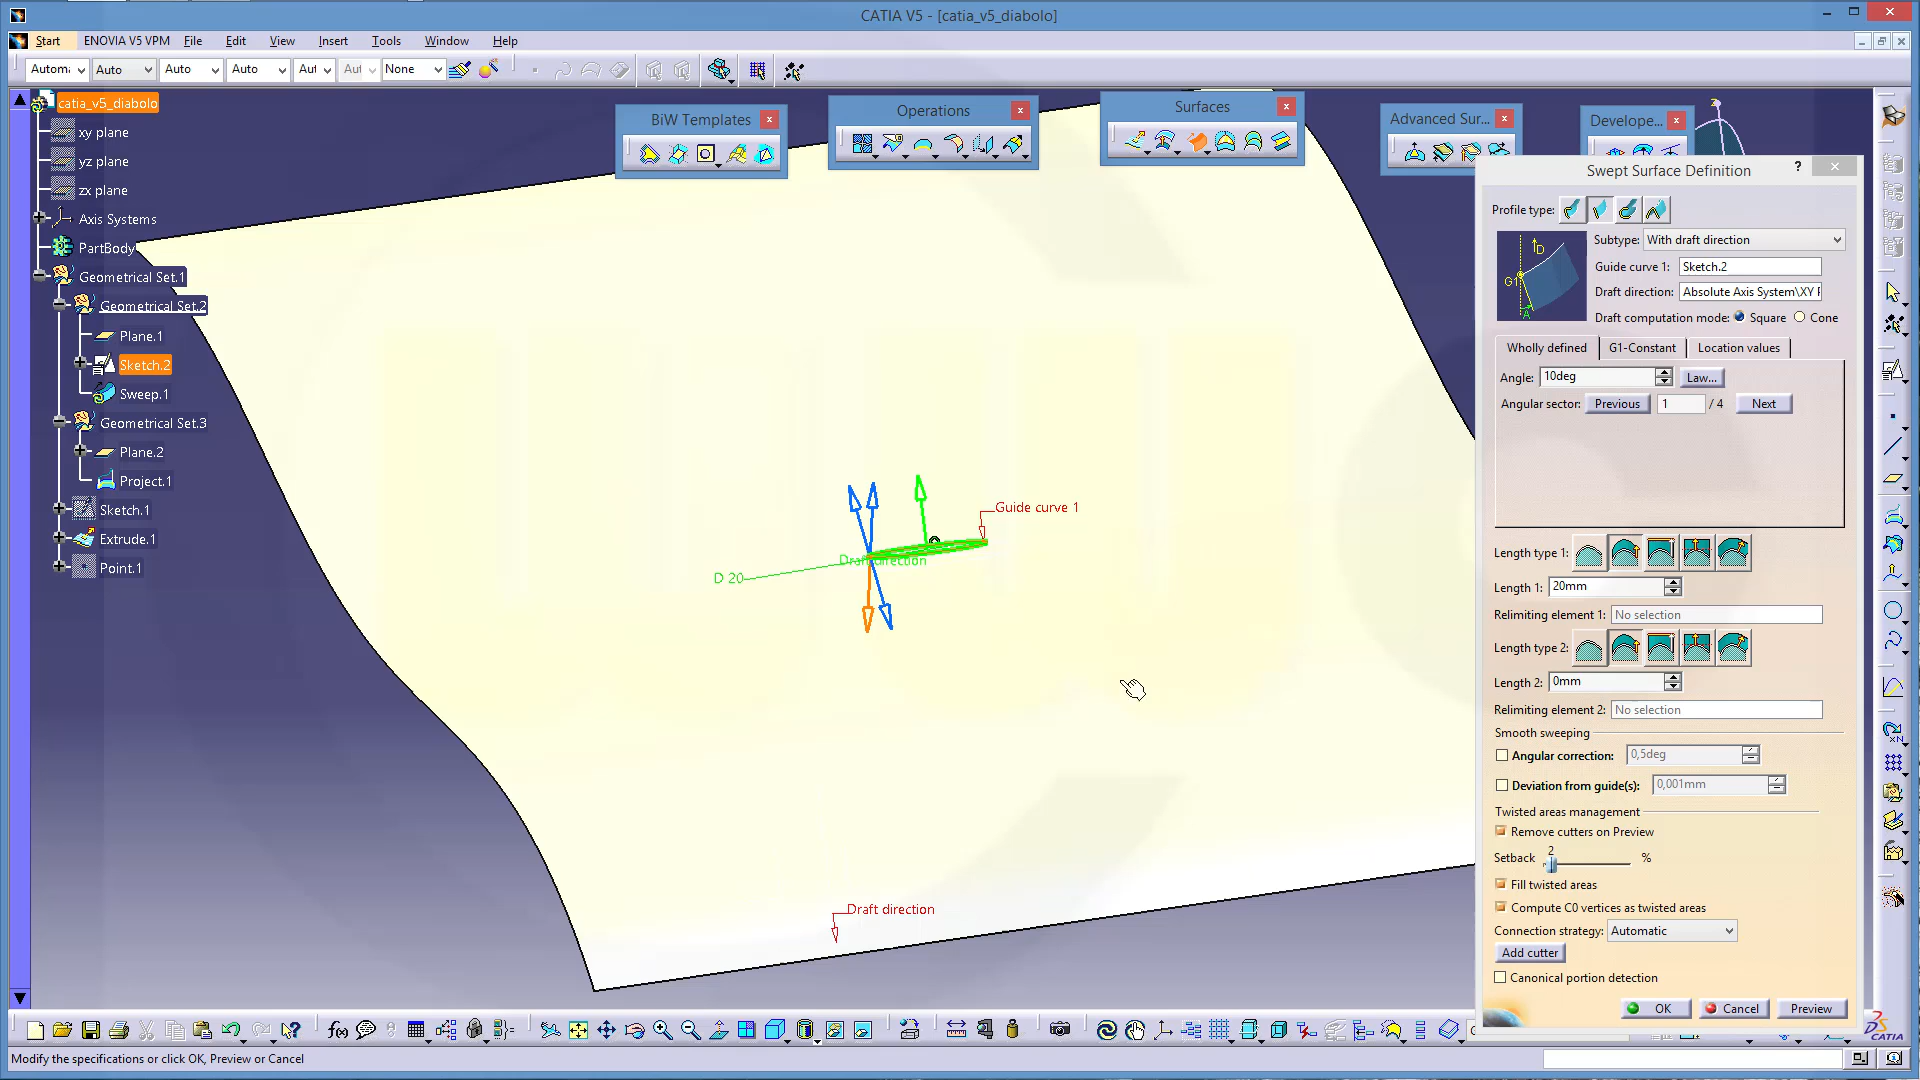 CATIA V5 - [catia_v5_diabolo]
Start ENOVIA V5 VPM File Edit View Insert Tools Window Help
Automa Auto Auto Auto Aut Aut None
catia_v5_diabolo
xy plane
yz plane
zx plane
Axis Systems
PartBody
Geometrical Set.1
Geometrical Set.2
Plane.1
Sketch.2
Sweep.1
Geometrical Set.3
Plane.2
Project.1
Sketch.1
Extrude.1
Point.1
BiW Templates
Operations
Surfaces
Advanced Sur...
Develope...
Guide curve 1
Draft direction
D 20
Draft direction
Swept Surface Definition
Profile type:
D
G1
A
Subtype: With draft direction
Guide curve 1: Sketch.2
Draft direction: Absolute Axis System\XY
Draft computation mode: Square Cone
Wholly defined G1-Constant Location values
Angle: 10deg Law...
Angular sector: Previous 1 / 4 Next
Length type 1:
Length 1: 20mm
Relimiting element 1: No selection
Length type 2:
Length 2: 0mm
Relimiting element 2: No selection
Smooth sweeping
Angular correction: 0,5deg
Deviation from guide(s): 0,001mm
Twisted areas management
Remove cutters on Preview
2
Setback %
Fill twisted areas
Compute C0 vertices as twisted areas
Connection strategy: Automatic
Add cutter
Canonical portion detection
OK Cancel Preview
f(x)
CATIA
Modify the specifications or click OK, Preview or Cancel